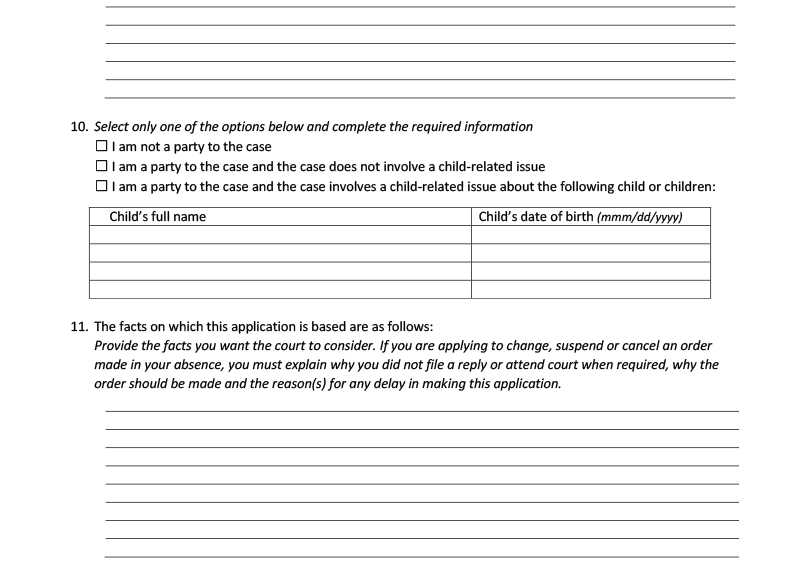 10. Select only one of the options below and complete the required information
☐ I am not a party to the case
☐ I am a party to the case and the case does not involve a child-related issue
☐ I am a party to the case and the case involves a child-related issue about the following child or children:
Child’s full name Child’s date of birth (mmm/dd/yyyy)
11. The facts on which this application is based are as follows:
Provide the facts you want the court to consider. If you are applying to change, suspend or cancel an order
made in your absence, you must explain why you did not file a reply or attend court when required, why the
order should be made and the reason(s) for any delay in making this application.